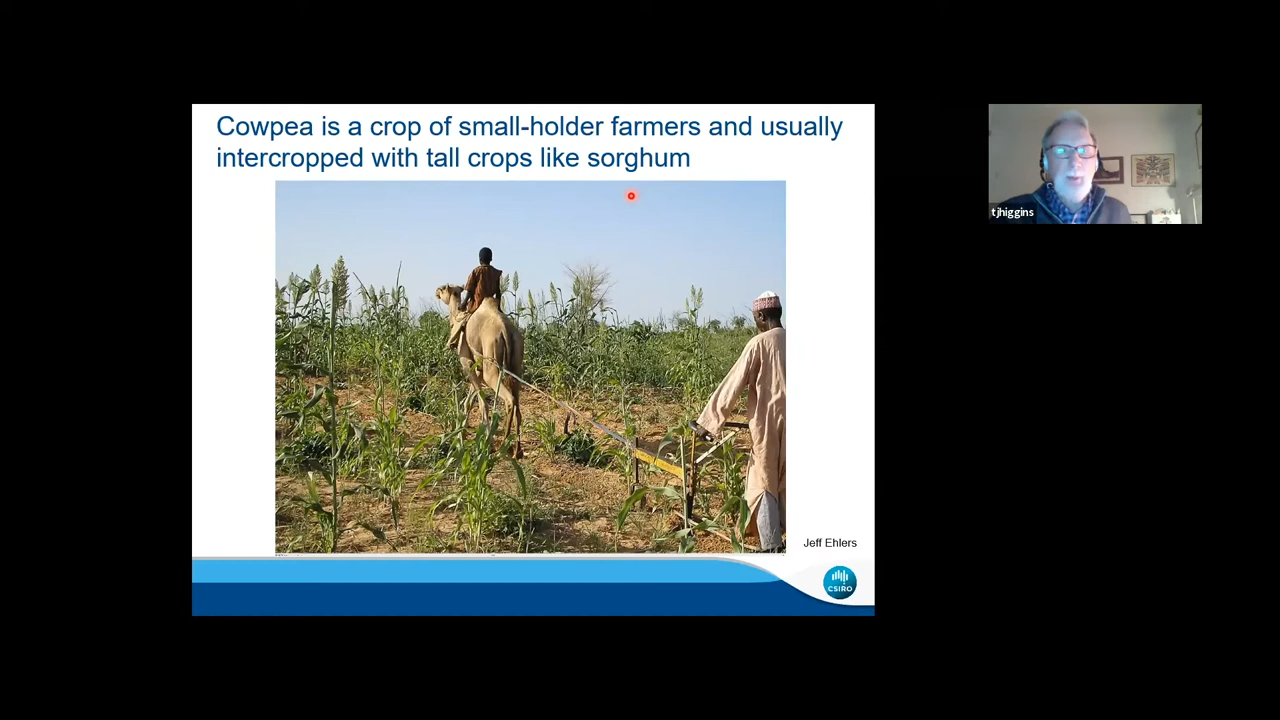 Cowpea is a crop of small-holder farmers and usually
intercropped with tall crops like sorghum
tjhiggins
Jeff Ehlers
CSIRO